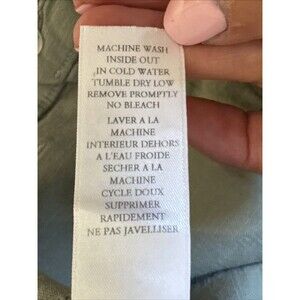 MACHINE WASH
INSIDE OUT
IN COLD WATER
TUMBLE DRY LOW
REMOVE PROMPTLY
NO BLEACH
LAVER A LA
MACHINE
INTERIEUR DEHORS
A L'EAU FROIDE
SECHER A LA
MACHINE
CYCLE DOUX
SUPPRIMER
RAPIDEMENT
NE PAS JAVELLISER